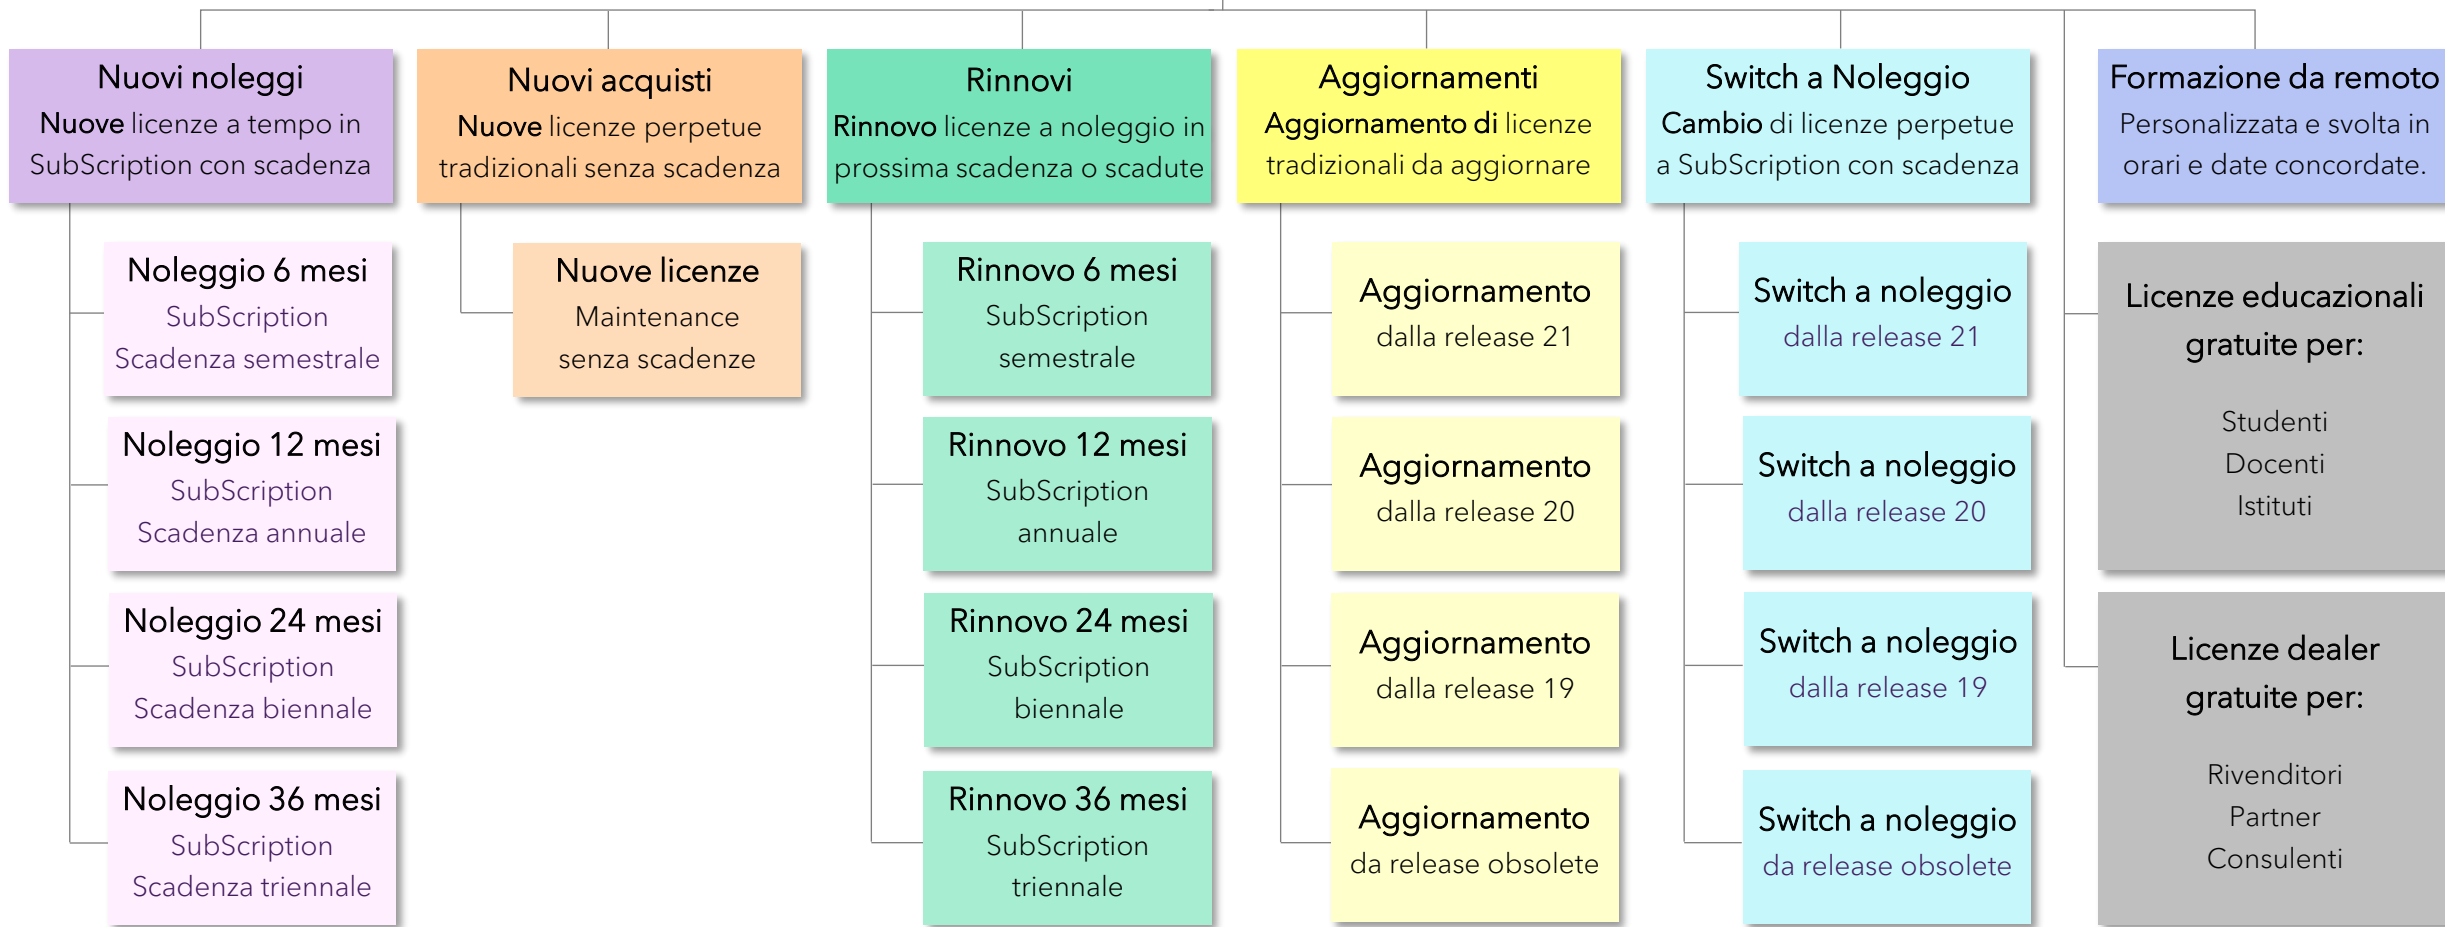 Nuovi noleggi
Nuove licenze a tempo in
SubScription con scadenza
Noleggio 6 mesi
SubScription
Scadenza semestrale
Noleggio 12 mesi
SubScription
Scadenza annuale
Noleggio 24 mesi
SubScription
Scadenza biennale
Noleggio 36 mesi
SubScription
Scadenza triennale
Nuovi acquisti
Nuove licenze perpetue
tradizionali senza scadenza
Nuove licenze
Maintenance
senza scadenze
Rinnovi
Rinnovo licenze a noleggio in
prossima scadenza o scadute
Rinnovo 6 mesi
SubScription
semestrale
Rinnovo 12 mesi
SubScription
annuale
Rinnovo 24 mesi
SubScription
biennale
Rinnovo 36 mesi
SubScription
triennale
Aggiornamenti
Aggiornamento di licenze
tradizionali da aggiornare
Aggiornamento
dalla release 21
Aggiornamento
dalla release 20
Aggiornamento
dalla release 19
Aggiornamento
da release obsolete
Switch a Noleggio
Cambio di licenze perpetue
a SubScription con scadenza
Switch a noleggio
dalla release 21
Switch a noleggio
dalla release 20
Switch a noleggio
dalla release 19
Switch a noleggio
da release obsolete
Formazione da remoto
Personalizzata e svolta in
orari e date concordate.
Licenze educazionali
gratuite per:
Studenti
Docenti
Istituti
Licenze dealer
gratuite per:
Rivenditori
Partner
Consulenti